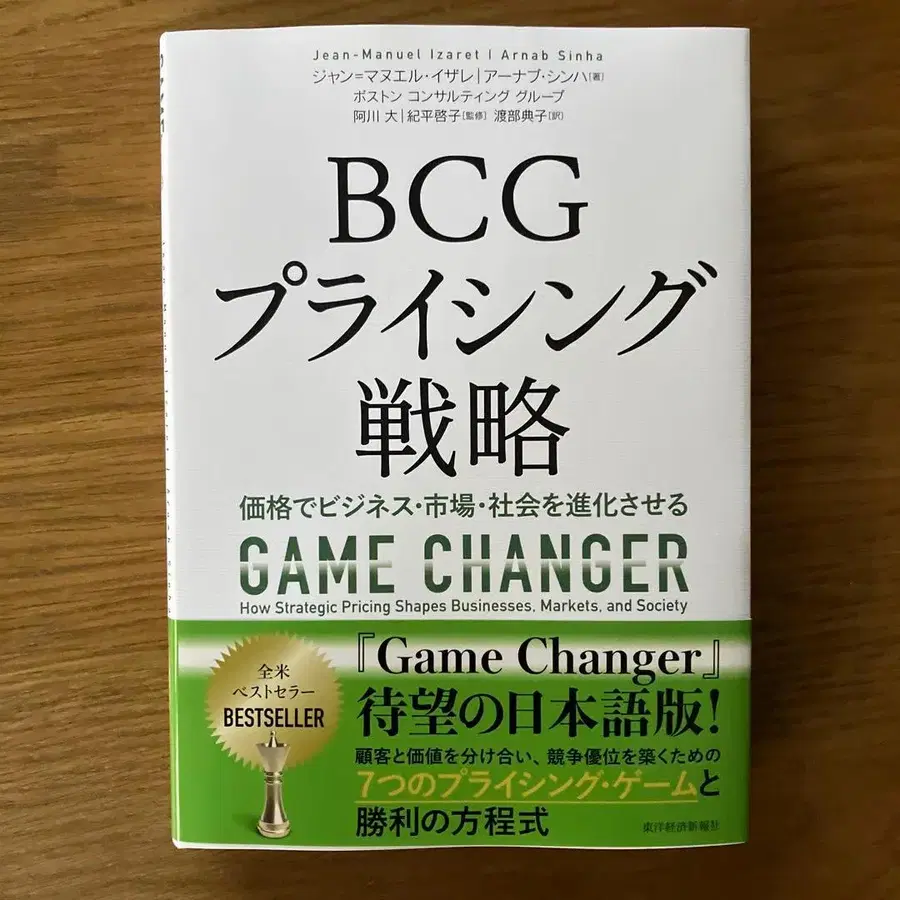 Jean-Manuel Izaret | Arnab Sinha
ジャン=マヌエル・イザレ|アーナブ・シンハ[著]
ボストン コンサルティング グループ
阿川 大|紀平啓子[監修] 渡部典子[訳]
BCG
プライシング
戦略
価格でビジネス・市場・社会を進化させる
GAME CHANGER
How Strategic Pricing Shapes Businesses, Markets, and Society
全米
ベストセラー
BESTSELLER
『Game Changer』
待望の日本語版!
顧客と価値を分け合い、競争優位を築くための
7つのプライシング・ゲームと
勝利の方程式
東洋経済新報社